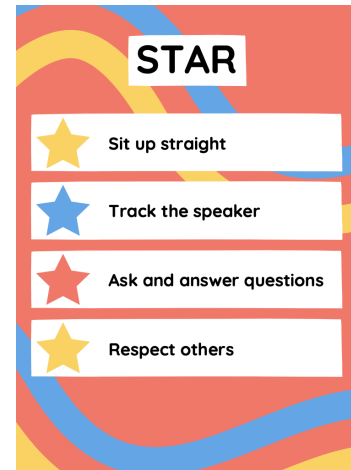 STAR
Sit up straight
Track the speaker
Ask and answer questions
Respect others